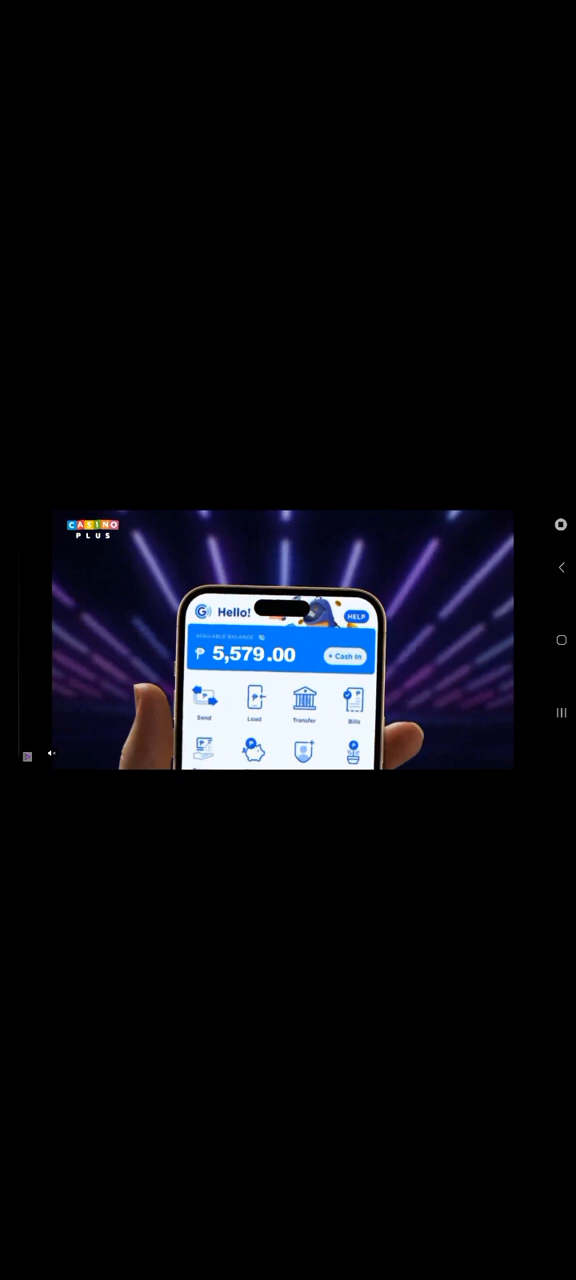 CASINO
PLUS
Hello!
HELP
AVAILABLE BALANCE
₱ 5,579.00
+ Cash In
Send
Load
Transfer
Bills